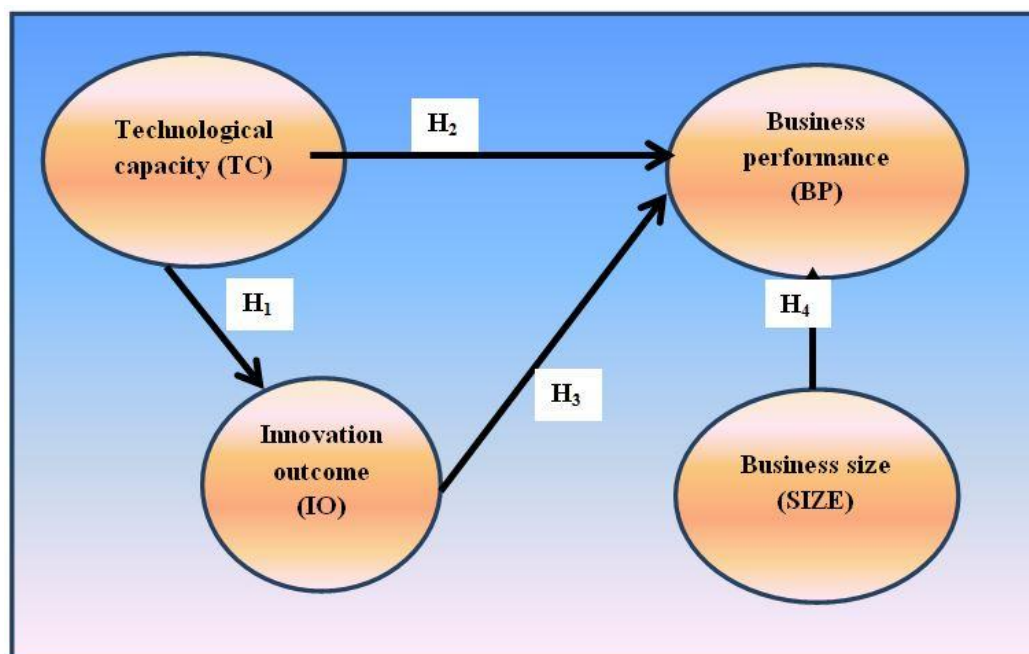 Technological
capacity (TC)
H₂
Business
performance
(BP)
H₁
H₄
H₃
Innovation
outcome
(IO)
Business size
(SIZE)